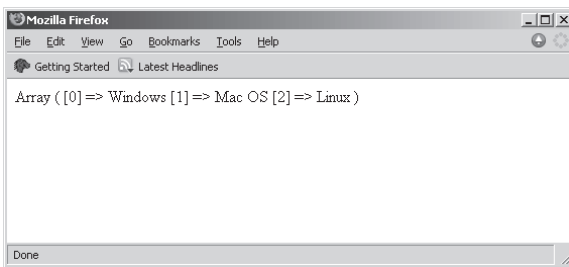 Mozilla Firefox
File Edit View Go Bookmarks Tools Help
Getting Started Latest Headlines
Array ( [0] => Windows [1] => Mac OS [2] => Linux )
Done